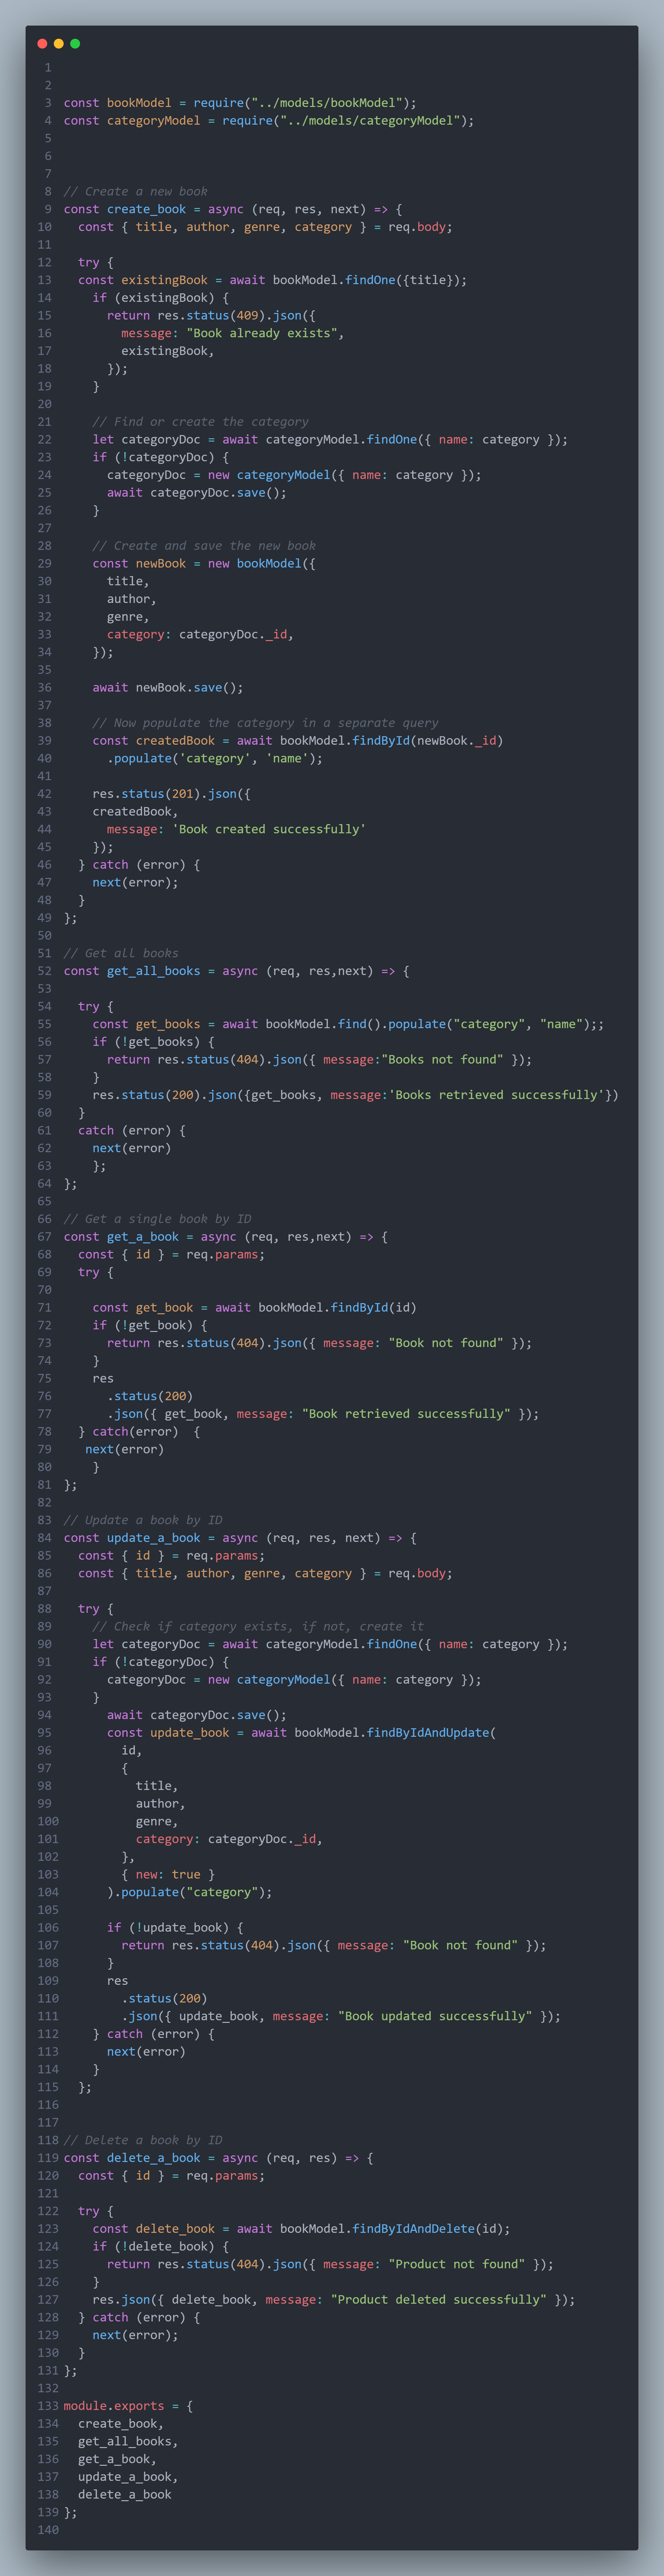 1
2
3 const bookModel = require("../models/bookModel");
4 const categoryModel = require("../models/categoryModel");
5
6
7
8 // Create a new book
9 const create_book = async (req, res, next) => {
10   const { title, author, genre, category } = req.body;
11
12   try {
13   const existingBook = await bookModel.findOne({title});
14     if (existingBook) {
15       return res.status(409).json({
16         message: "Book already exists",
17         existingBook,
18       });
19     }
20
21     // Find or create the category
22     let categoryDoc = await categoryModel.findOne({ name: category });
23     if (!categoryDoc) {
24       categoryDoc = new categoryModel({ name: category });
25       await categoryDoc.save();
26     }
27
28     // Create and save the new book
29     const newBook = new bookModel({
30       title,
31       author,
32       genre,
33       category: categoryDoc._id,
34     });
35
36     await newBook.save();
37
38     // Now populate the category in a separate query
39     const createdBook = await bookModel.findById(newBook._id)
40       .populate('category', 'name');
41
42     res.status(201).json({
43     createdBook,
44       message: 'Book created successfully'
45     });
46   } catch (error) {
47     next(error);
48   }
49 };
50
51 // Get all books
52 const get_all_books = async (req, res,next) => {
53
54   try {
55     const get_books = await bookModel.find().populate("category", "name");;
56     if (!get_books) {
57       return res.status(404).json({ message:"Books not found" });
58     }
59     res.status(200).json({get_books, message:'Books retrieved successfully'})
60   }
61   catch (error) {
62     next(error)
63     };
64 };
65
66 // Get a single book by ID
67 const get_a_book = async (req, res,next) => {
68   const { id } = req.params;
69   try {
70
71     const get_book = await bookModel.findById(id)
72     if (!get_book) {
73       return res.status(404).json({ message: "Book not found" });
74     }
75     res
76       .status(200)
77       .json({ get_book, message: "Book retrieved successfully" });
78   } catch(error)  {
79    next(error)
80     }
81 };
82
83 // Update a book by ID
84 const update_a_book = async (req, res, next) => {
85   const { id } = req.params;
86   const { title, author, genre, category } = req.body;
87
88   try {
89     // Check if category exists, if not, create it
90     let categoryDoc = await categoryModel.findOne({ name: category });
91     if (!categoryDoc) {
92       categoryDoc = new categoryModel({ name: category });
93     }
94       await categoryDoc.save();
95       const update_book = await bookModel.findByIdAndUpdate(
96         id,
97         {
98           title,
99           author,
100           genre,
101           category: categoryDoc._id,
102         },
103         { new: true }
104       ).populate("category");
105
106       if (!update_book) {
107         return res.status(404).json({ message: "Book not found" });
108       }
109       res
110         .status(200)
111         .json({ update_book, message: "Book updated successfully" });
112     } catch (error) {
113       next(error)
114     }
115   };
116
117
118 // Delete a book by ID
119 const delete_a_book = async (req, res) => {
120   const { id } = req.params;
121
122   try {
123     const delete_book = await bookModel.findByIdAndDelete(id);
124     if (!delete_book) {
125       return res.status(404).json({ message: "Product not found" });
126     }
127     res.json({ delete_book, message: "Product deleted successfully" });
128   } catch (error) {
129     next(error);
130   }
131 };
132
133 module.exports = {
134   create_book,
135   get_all_books,
136   get_a_book,
137   update_a_book,
138   delete_a_book
139 };
140